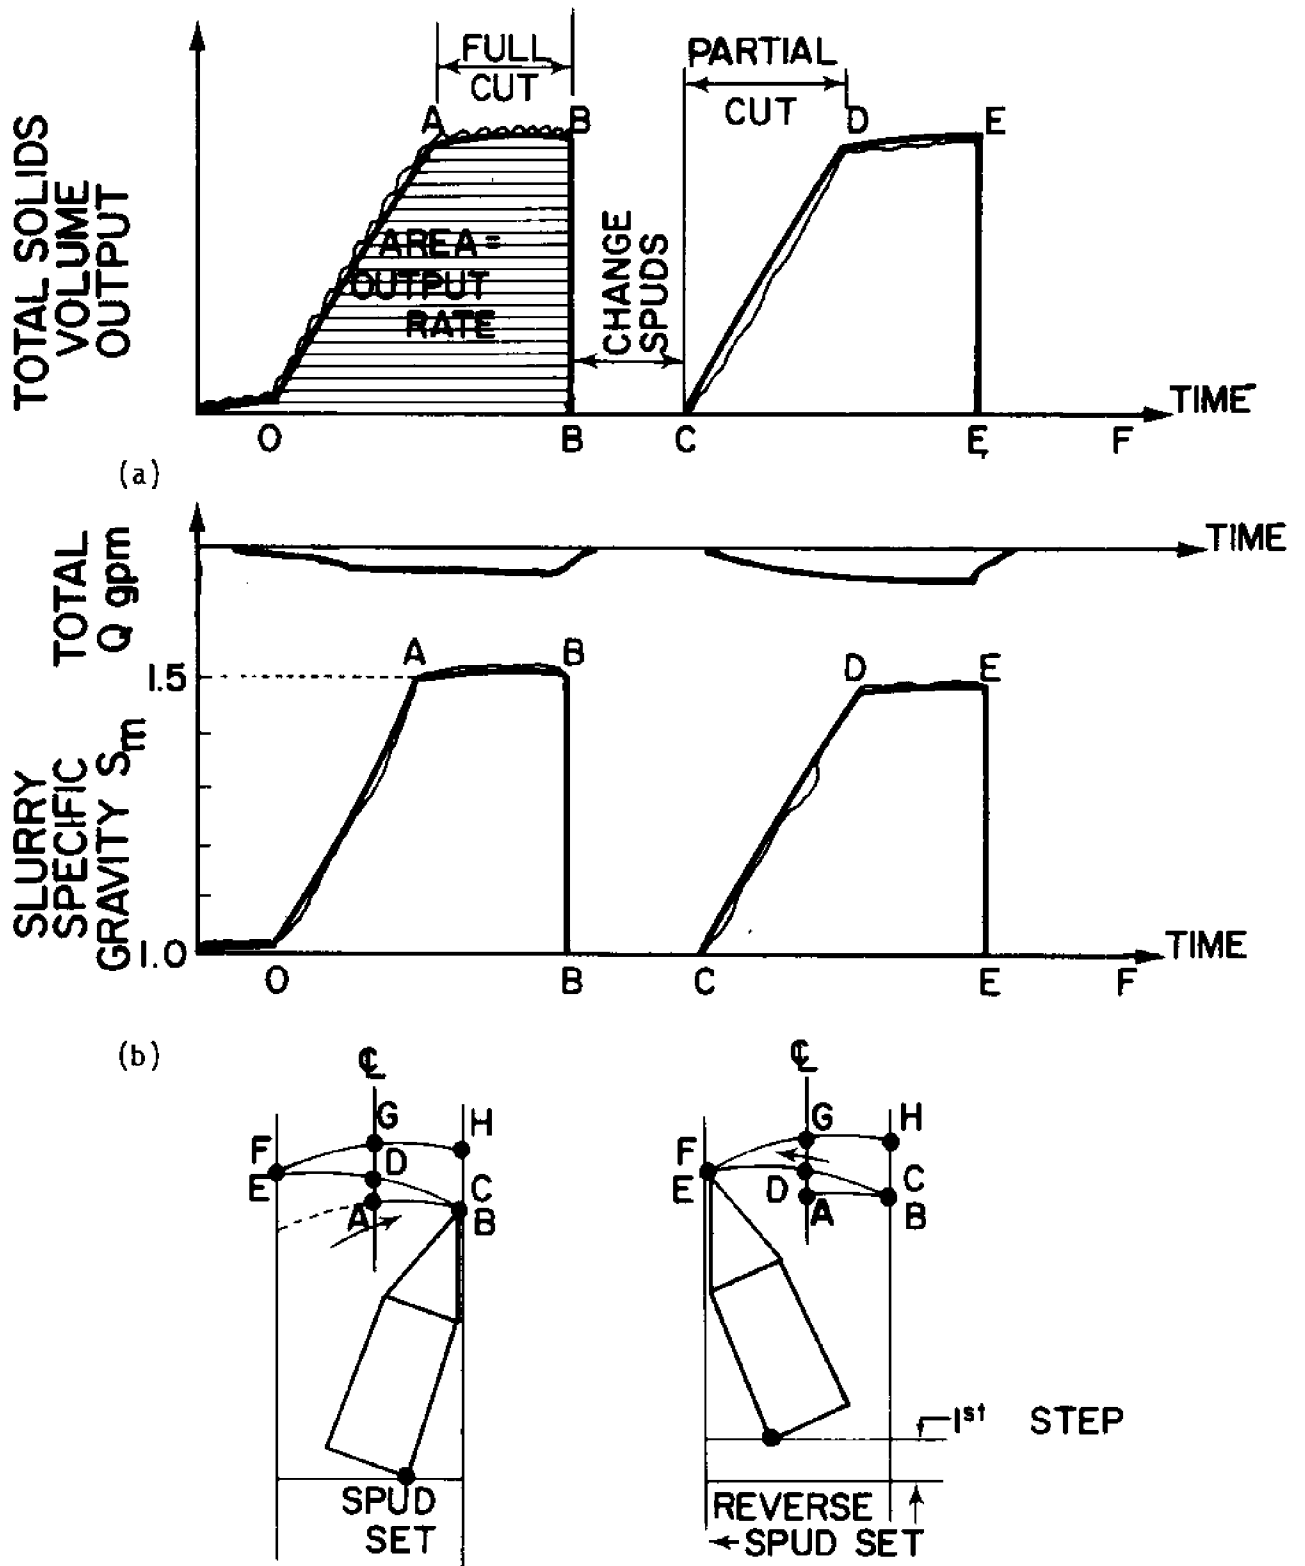 FULL
CUT
PARTIAL
CUT
A
B
D
E
TOTAL SOLIDS
VOLUME
OUTPUT
AREA =
OUTPUT
RATE
CHANGE
SPUDS
TIME
O
B
C
E
F
(a)
TOTAL
Q gpm
TIME
A
B
D
E
1.5
SLURRY
SPECIFIC
GRAVITY Sm
1.0
TIME
O
B
C
E
F
(b)
℄
G
H
F
D
E
C
A
B
SPUD
SET
℄
G
H
F
E
D
A
C
B
1st STEP
REVERSE
SPUD SET